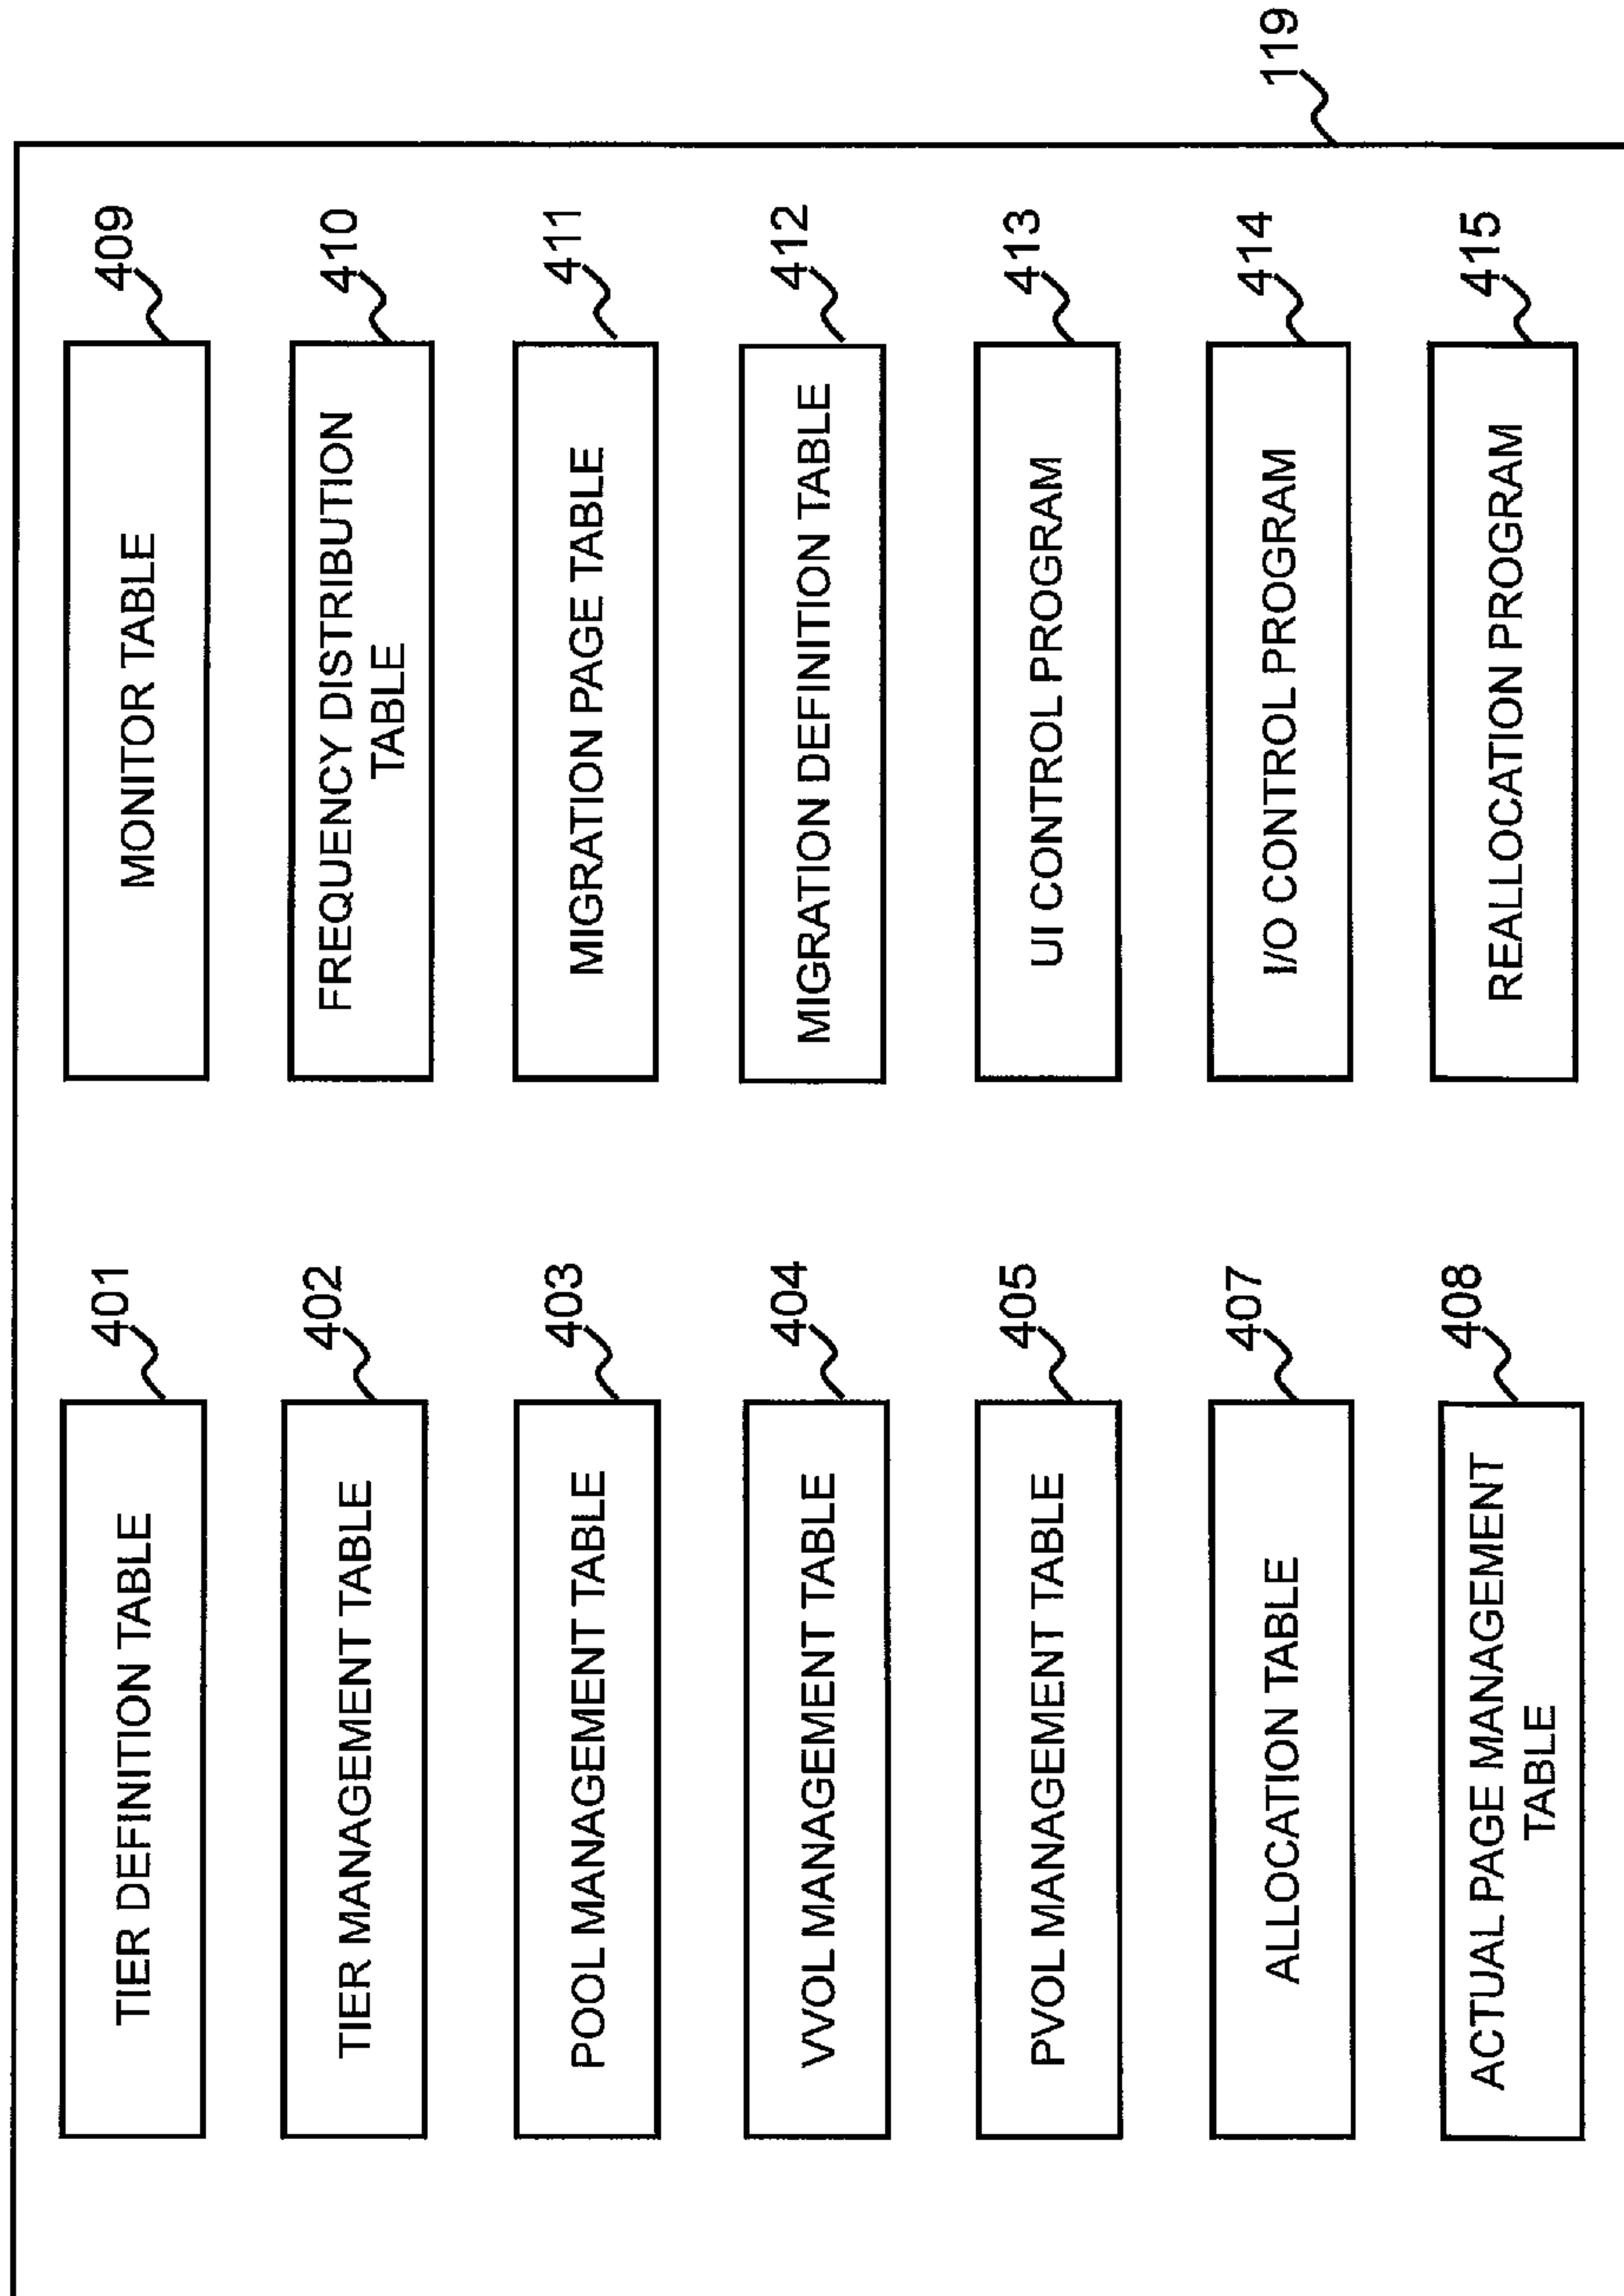 401
TIER DEFINITION TABLE
402
TIER MANAGEMENT TABLE
403
POOL MANAGEMENT TABLE
404
VVOL MANAGEMENT TABLE
405
PVOL MANAGEMENT TABLE
407
ALLOCATION TABLE
408
ACTUAL PAGE MANAGEMENT
TABLE
409
MONITOR TABLE
410
FREQUENCY DISTRIBUTION
TABLE
411
MIGRATION PAGE TABLE
412
MIGRATION DEFINITION TABLE
413
UI CONTROL PROGRAM
414
I/O CONTROL PROGRAM
415
REALLOCATION PROGRAM
119